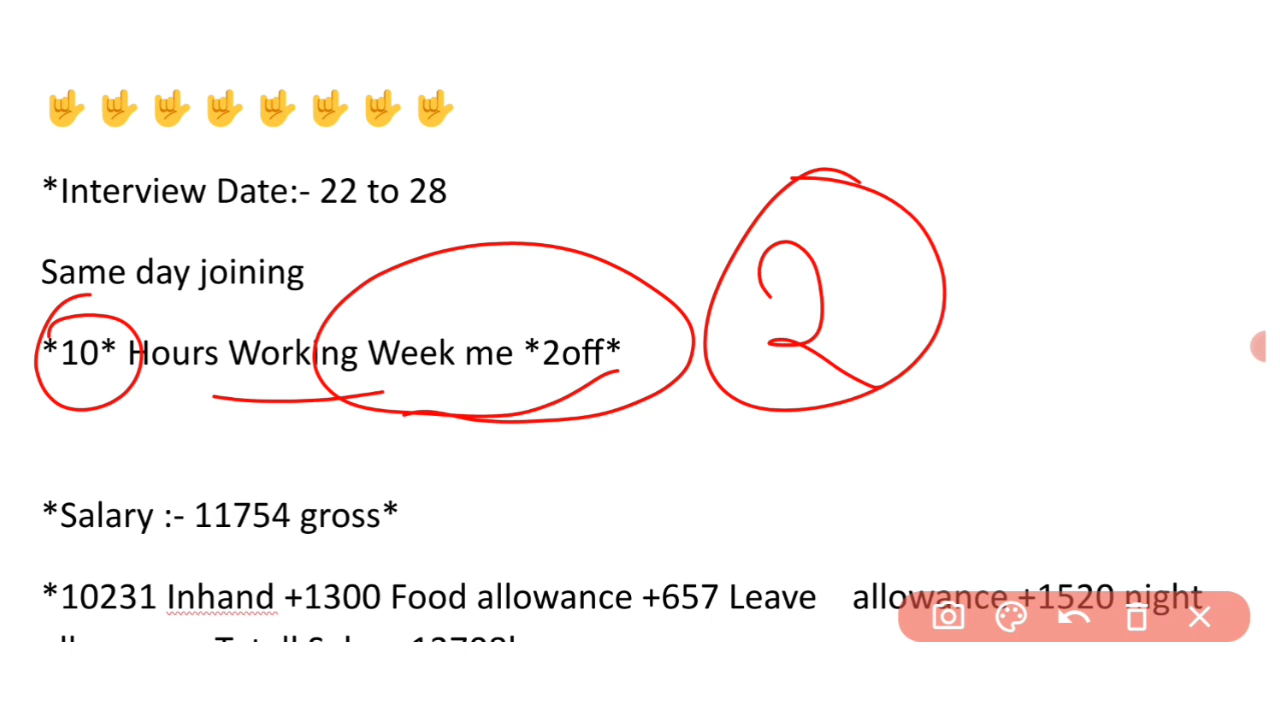 🤟🤟🤟🤟🤟🤟🤟🤟
*Interview Date:- 22 to 28
Same day joining
*10* Hours Working Week me *2off*
2
*Salary :- 11754 gross*
*10231 Inhand +1300 Food allowance +657 Leave allowance +1520 night